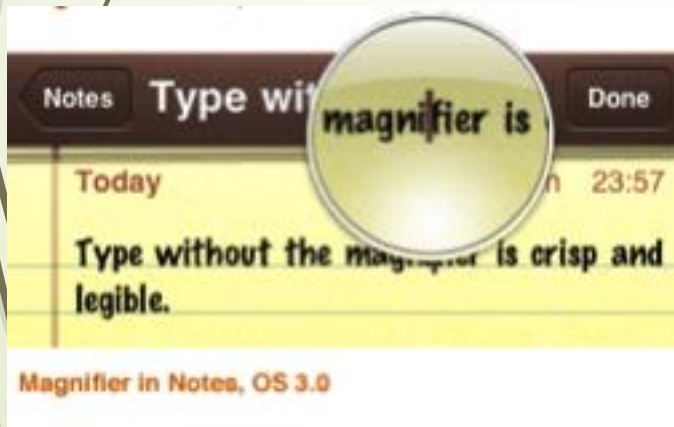 Notes Type wit Done
magnifier is
Today 23:57
Type without the magnifier is crisp and
legible.
Magnifier in Notes, OS 3.0